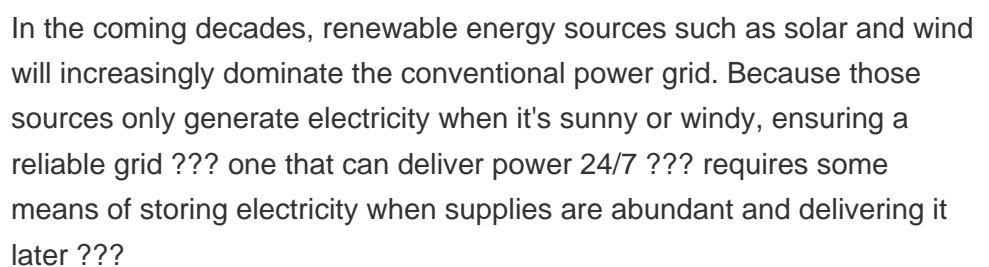 In the coming decades, renewable energy sources such as solar and wind
will increasingly dominate the conventional power grid. Because those
sources only generate electricity when it's sunny or windy, ensuring a
reliable grid ??? one that can deliver power 24/7 ??? requires some
means of storing electricity when supplies are abundant and delivering it
later ???